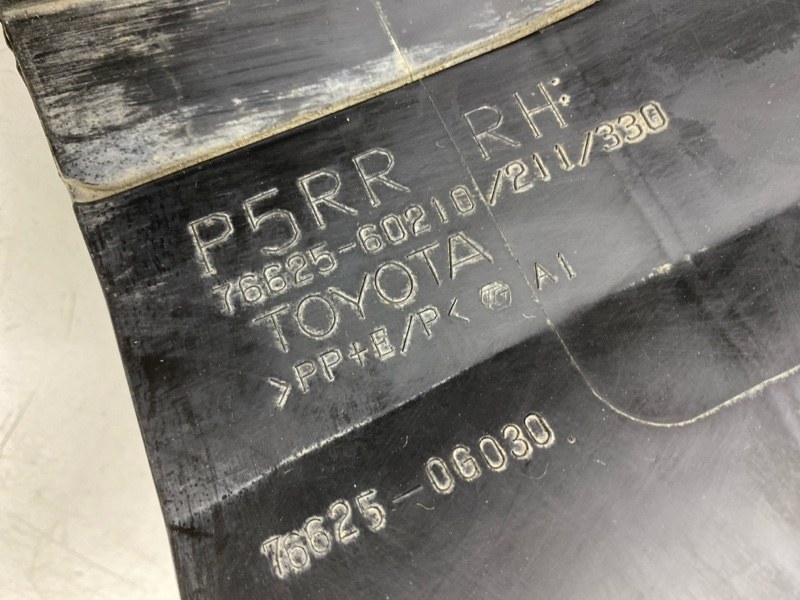 P5RR RH
76625-60210/211/330
TOYOTA
>PP+E/P< A1
76625-0G030